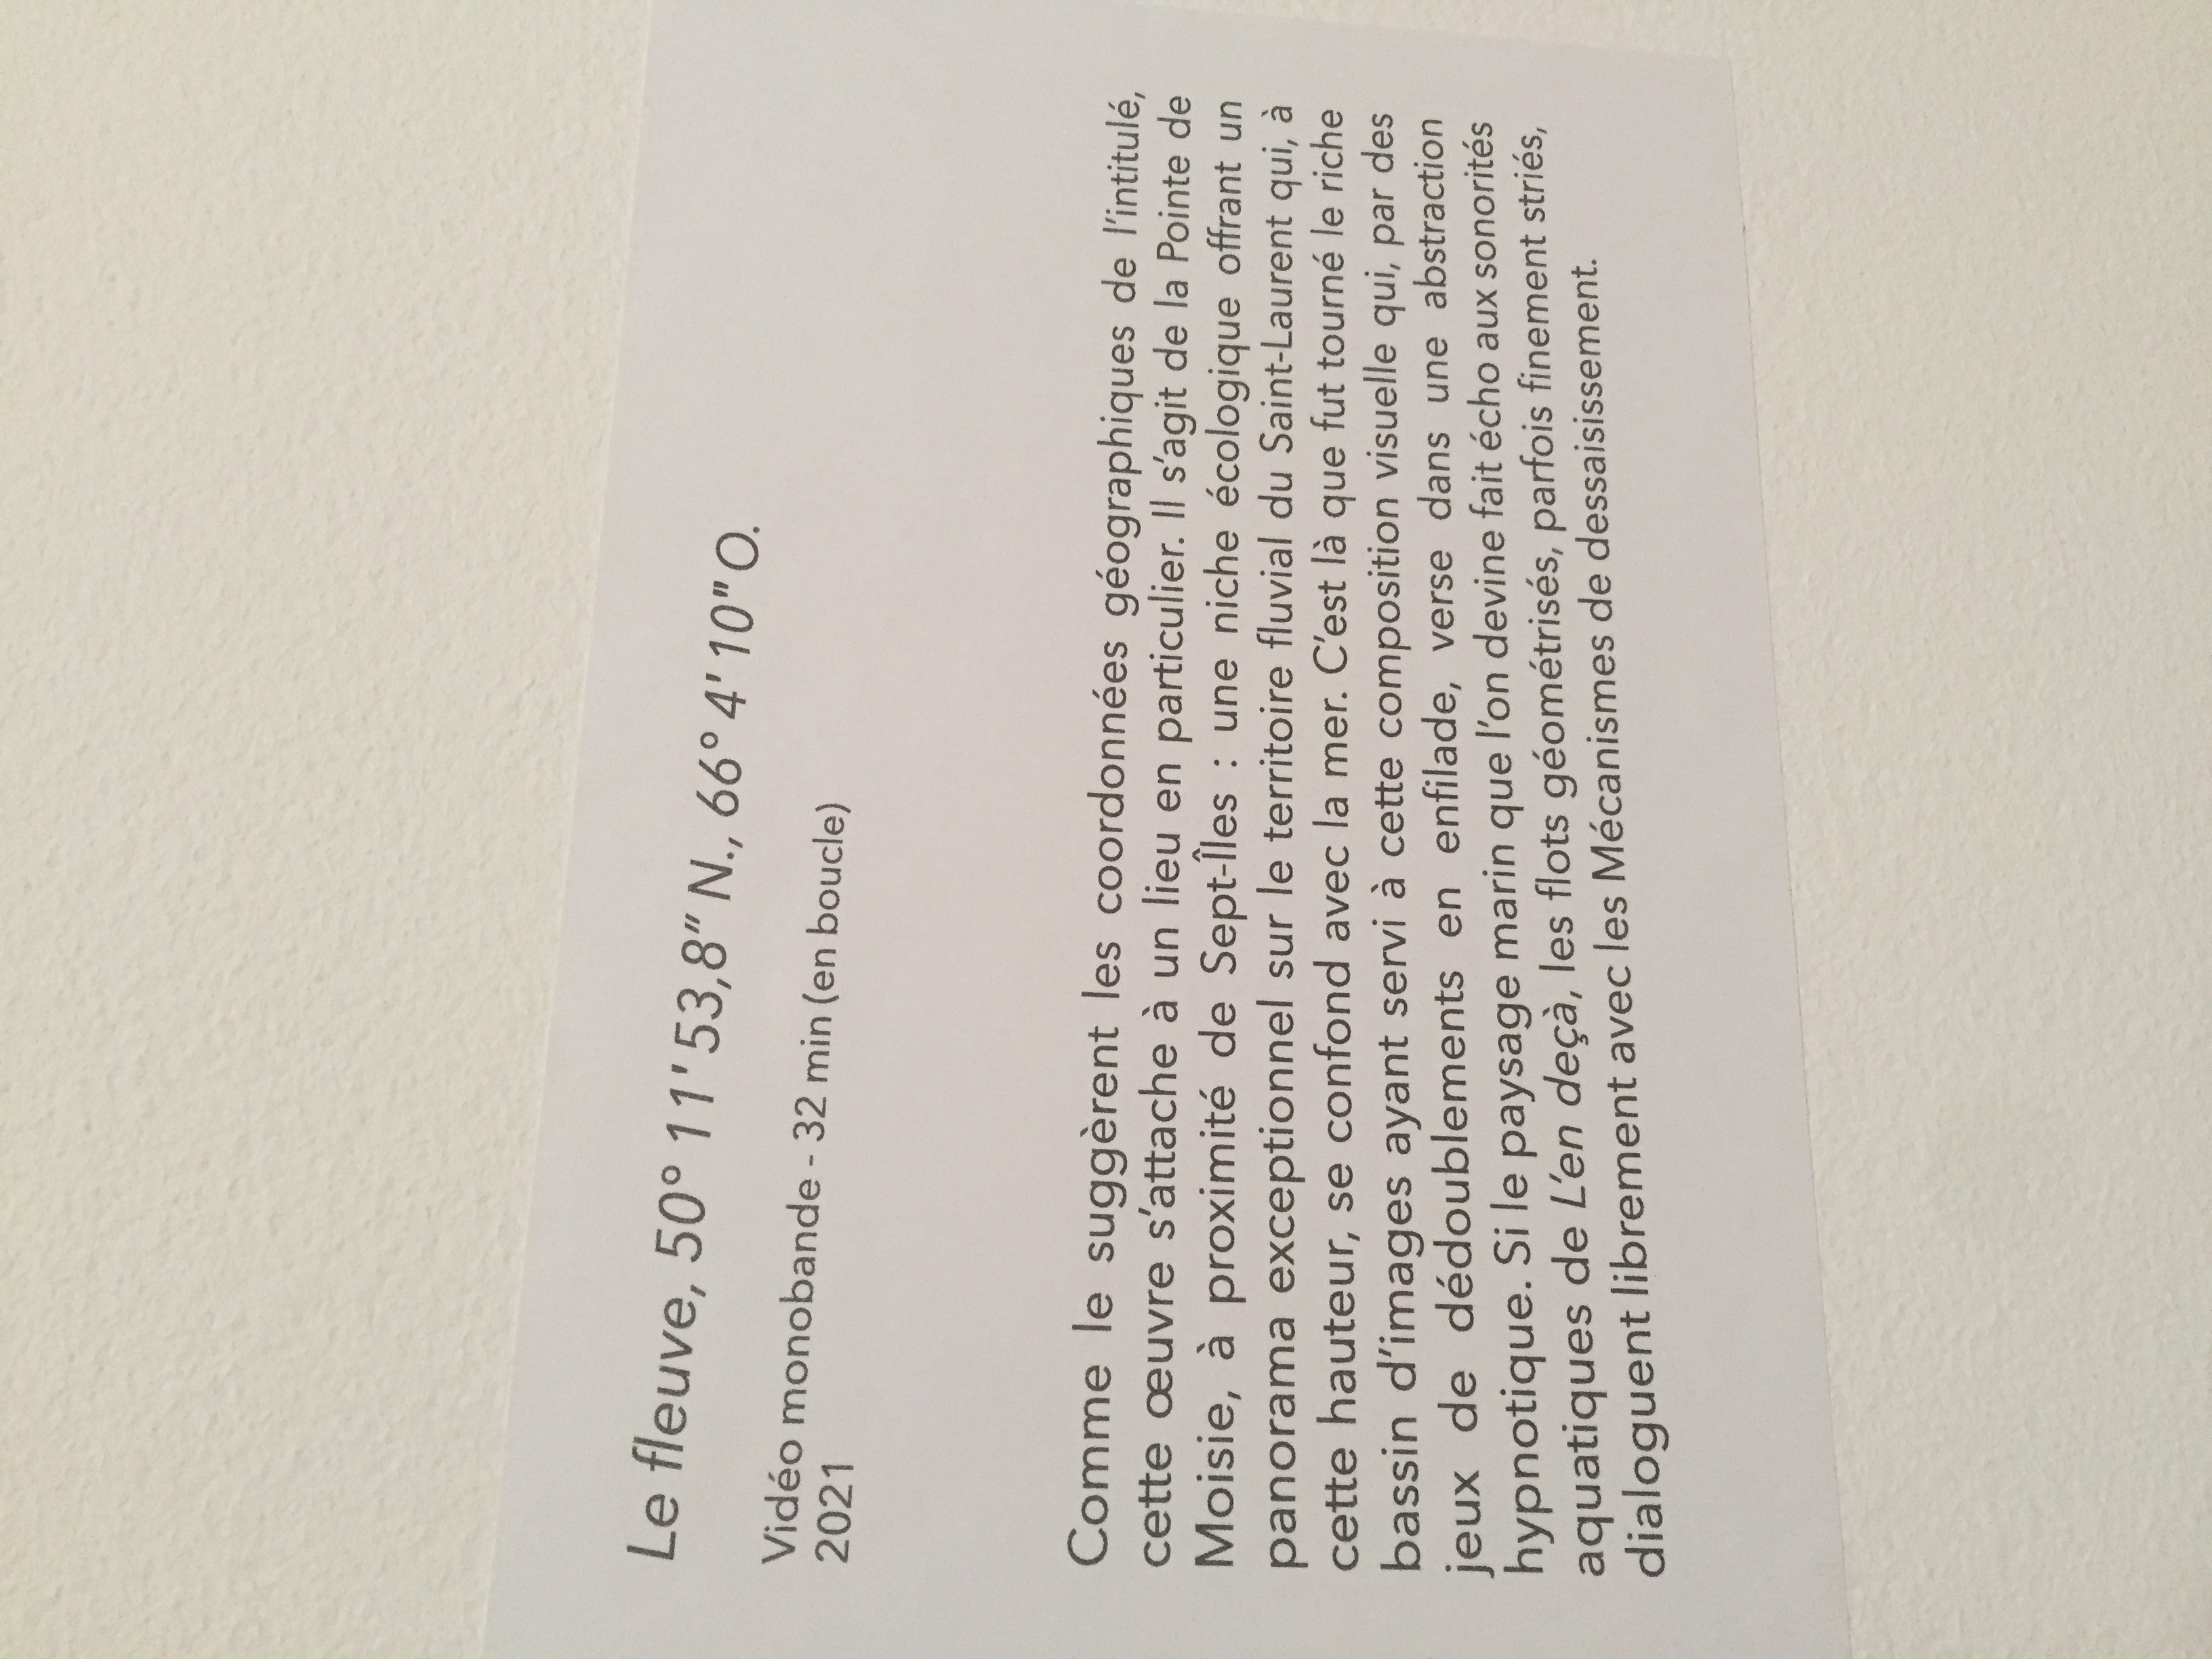 Le fleuve, 50° 11' 53,8" N., 66° 4' 10" O.
Vidéo monobande - 32 min (en boucle)
2021
Comme le suggèrent les coordonnées géographiques de l'intitulé,
cette œuvre s'attache à un lieu en particulier. Il s'agit de la Pointe de
Moisie, à proximité de Sept-Îles : une niche écologique offrant un
panorama exceptionnel sur le territoire fluvial du Saint-Laurent qui, à
cette hauteur, se confond avec la mer. C'est là que fut tourné le riche
bassin d'images ayant servi à cette composition visuelle qui, par des
jeux de dédoublements en enfilade, verse dans une abstraction
hypnotique. Si le paysage marin que l'on devine fait écho aux sonorités
aquatiques de L'en deçà, les flots géométrisés, parfois finement striés,
dialoguent librement avec les Mécanismes de dessaisissement.